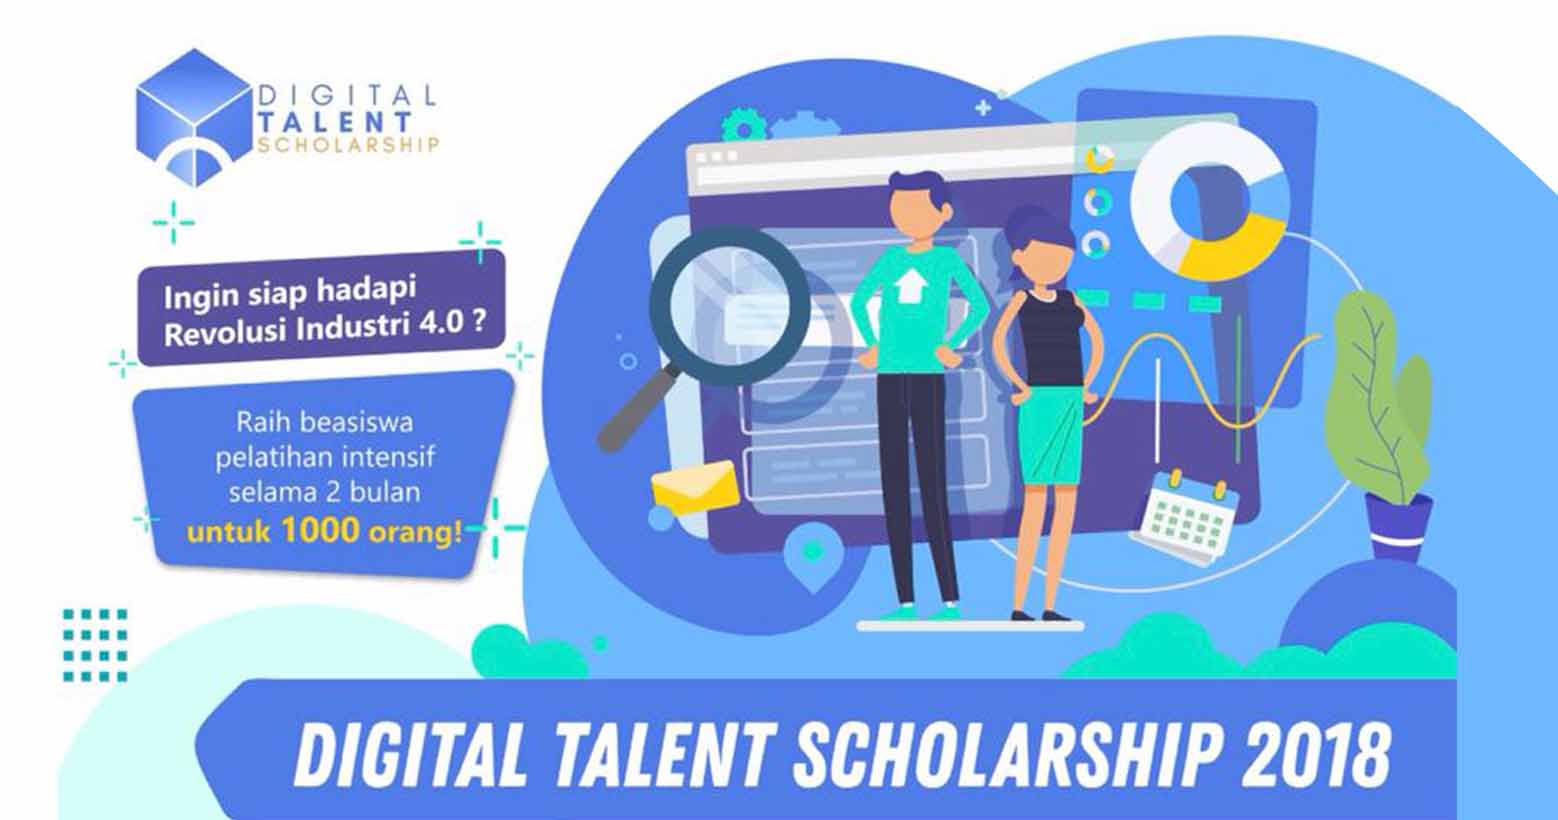 DIGITAL
TALENT
SCHOLARSHIP
Ingin siap hadapi
Revolusi Industri 4.0 ?
Raih beasiswa
pelatihan intensif
selama 2 bulan
untuk 1000 orang!
DIGITAL TALENT SCHOLARSHIP 2018